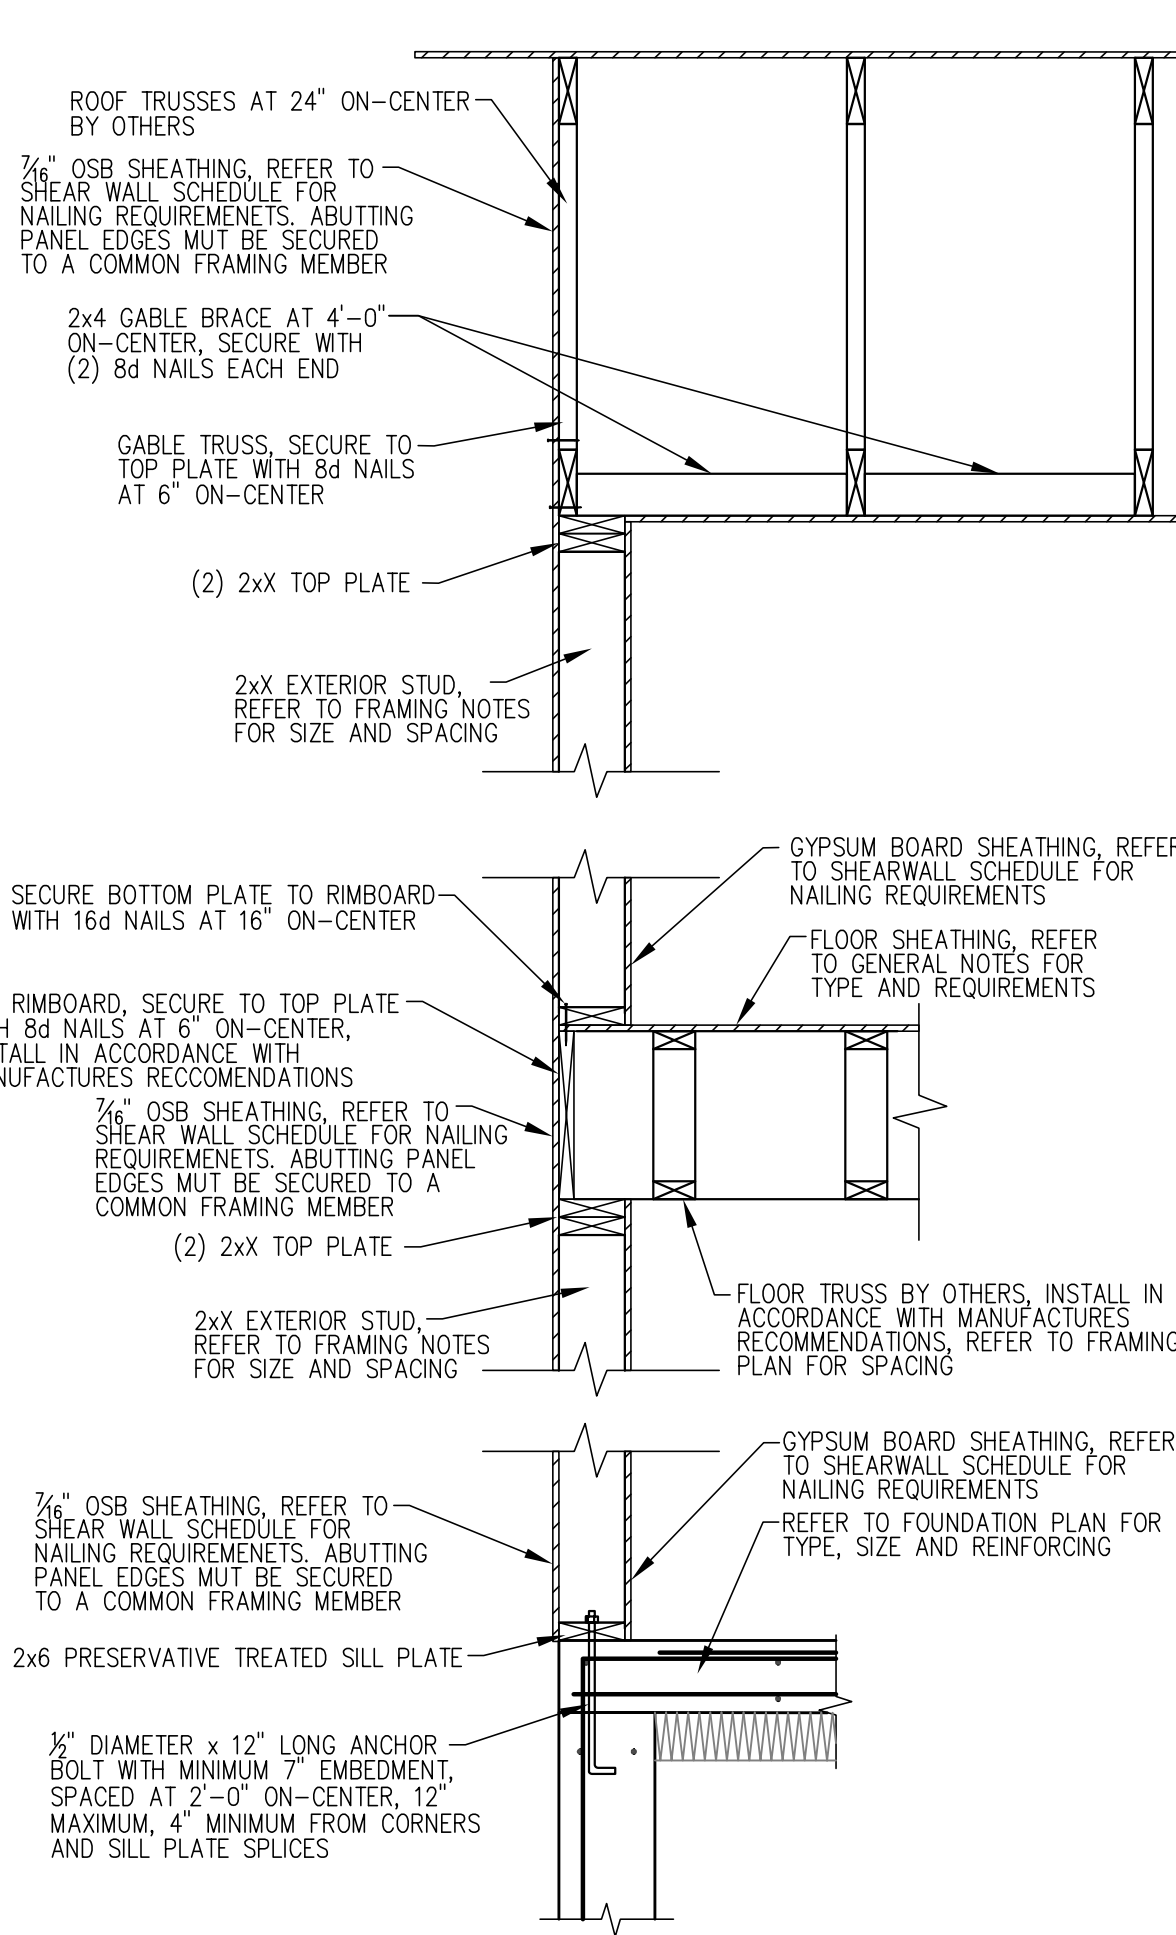 ROOF TRUSSES AT 24" ON-CENTER
BY OTHERS
7/16" OSB SHEATHING, REFER TO
SHEAR WALL SCHEDULE FOR
NAILING REQUIREMENETS. ABUTTING
PANEL EDGES MUT BE SECURED
TO A COMMON FRAMING MEMBER
2x4 GABLE BRACE AT 4'-0"
ON-CENTER, SECURE WITH
(2) 8d NAILS EACH END
GABLE TRUSS, SECURE TO
TOP PLATE WITH 8d NAILS
AT 6" ON-CENTER
(2) 2xX TOP PLATE
2xX EXTERIOR STUD,
REFER TO FRAMING NOTES
FOR SIZE AND SPACING
GYPSUM BOARD SHEATHING, REFER
TO SHEARWALL SCHEDULE FOR
NAILING REQUIREMENTS
SECURE BOTTOM PLATE TO RIMBOARD
WITH 16d NAILS AT 16" ON-CENTER
FLOOR SHEATHING, REFER
TO GENERAL NOTES FOR
TYPE AND REQUIREMENTS
RIMBOARD, SECURE TO TOP PLATE
H 8d NAILS AT 6" ON-CENTER,
TALL IN ACCORDANCE WITH
NUFACTURES RECCOMENDATIONS
7/16" OSB SHEATHING, REFER TO
SHEAR WALL SCHEDULE FOR NAILING
REQUIREMENETS. ABUTTING PANEL
EDGES MUT BE SECURED TO A
COMMON FRAMING MEMBER
(2) 2xX TOP PLATE
FLOOR TRUSS BY OTHERS, INSTALL IN
ACCORDANCE WITH MANUFACTURES
RECOMMENDATIONS, REFER TO FRAMING
PLAN FOR SPACING
2xX EXTERIOR STUD,
REFER TO FRAMING NOTES
FOR SIZE AND SPACING
GYPSUM BOARD SHEATHING, REFER
TO SHEARWALL SCHEDULE FOR
NAILING REQUIREMENTS
7/16" OSB SHEATHING, REFER TO
SHEAR WALL SCHEDULE FOR
NAILING REQUIREMENETS. ABUTTING
PANEL EDGES MUT BE SECURED
TO A COMMON FRAMING MEMBER
REFER TO FOUNDATION PLAN FOR
TYPE, SIZE AND REINFORCING
2x6 PRESERVATIVE TREATED SILL PLATE
1/2" DIAMETER x 12" LONG ANCHOR
BOLT WITH MINIMUM 7" EMBEDMENT,
SPACED AT 2'-0" ON-CENTER, 12"
MAXIMUM, 4" MINIMUM FROM CORNERS
AND SILL PLATE SPLICES